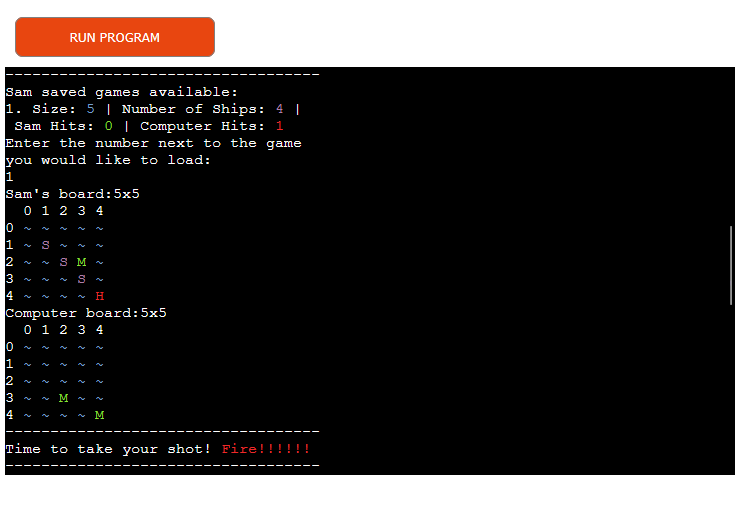 RUN PROGRAM
-----------------------------------
Sam saved games available:
1. Size: 5 | Number of Ships: 4 |
 Sam Hits: 0 | Computer Hits: 1
Enter the number next to the game
you would like to load:
1
Sam's board:5x5
  0 1 2 3 4
0 ~ ~ ~ ~ ~
1 ~ S ~ ~ ~
2 ~ ~ S M ~
3 ~ ~ ~ S ~
4 ~ ~ ~ ~ H
Computer board:5x5
  0 1 2 3 4
0 ~ ~ ~ ~ ~
1 ~ ~ ~ ~ ~
2 ~ ~ ~ ~ ~
3 ~ ~ M ~ ~
4 ~ ~ ~ ~ M
-----------------------------------
Time to take your shot! Fire!!!!!!
-----------------------------------